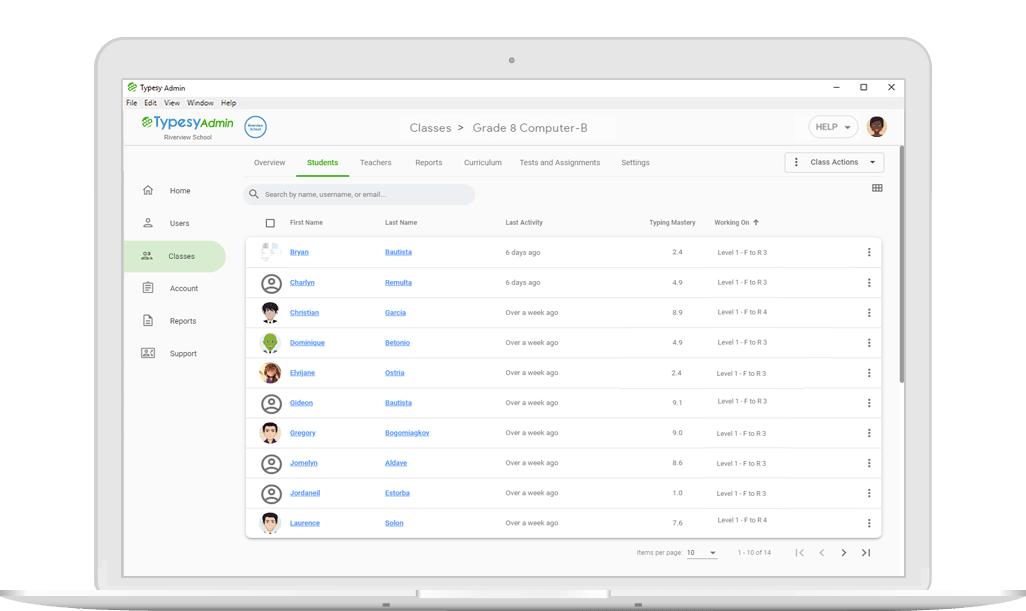 Typesy Admin
File Edit View Window Help
TypesyAdmin
Riverview School
Riverview School
Classes > Grade 8 Computer-B
HELP
Overview Students Teachers Reports Curriculum Tests and Assignments Settings
Class Actions
Home
Users
Classes
Account
Reports
Support
Search by name, username, or email...
First Name Last Name Last Activity Typing Mastery Working On
Bryan Bautista 6 days ago 2.4 Level 1 - F to R 3
Charlyn Remulta 6 days ago 4.9 Level 1 - F to R 3
Christian Garcia Over a week ago 8.9 Level 1 - F to R 4
Dominique Betonio Over a week ago 4.9 Level 1 - F to R 3
Elvijane Ostria Over a week ago 2.4 Level 1 - F to R 3
Gideon Bautista Over a week ago 9.1 Level 1 - F to R 3
Gregory Bogomiagkov Over a week ago 9.0 Level 1 - F to R 3
Jomelyn Aldave Over a week ago 8.6 Level 1 - F to R 3
Jordaneil Estorba Over a week ago 1.0 Level 1 - F to R 3
Laurence Solon Over a week ago 7.6 Level 1 - F to R 4
Items per page: 10 1 - 10 of 14